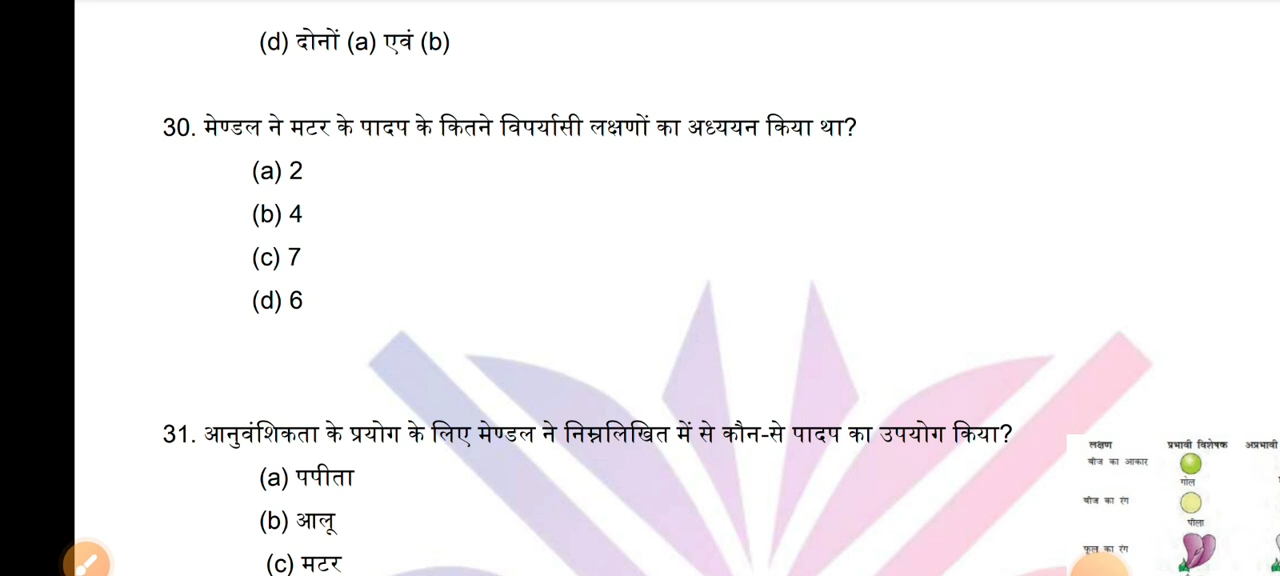 (d) दोनों (a) एवं (b)
30. मेण्डल ने मटर के पादप के कितने विपर्यासी लक्षणों का अध्ययन किया था?
(a) 2
(b) 4
(c) 7
(d) 6
31. आनुवंशिकता के प्रयोग के लिए मेण्डल ने निम्नलिखित में से कौन-से पादप का उपयोग किया?
(a) पपीता
(b) आलू
(c) मटर
लक्षण प्रभावी विशेषक अप्रभावी
बीज का आकार
गोल
बीज का रंग
पीला
फूल का रंग